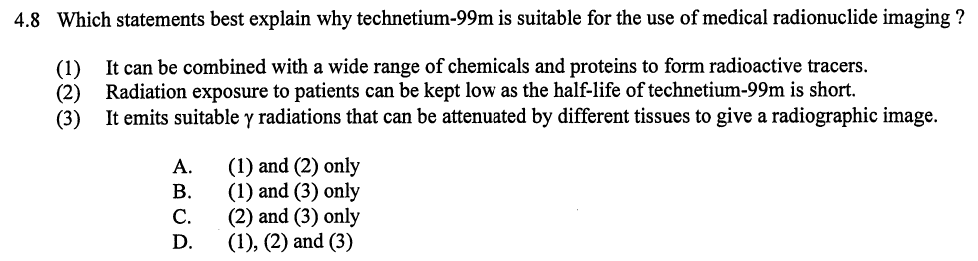 4.8 Which statements best explain why technetium-99m is suitable for the use of medical radionuclide imaging ?
(1) It can be combined with a wide range of chemicals and proteins to form radioactive tracers.
(2) Radiation exposure to patients can be kept low as the half-life of technetium-99m is short.
(3) It emits suitable γ radiations that can be attenuated by different tissues to give a radiographic image.
A. (1) and (2) only
B. (1) and (3) only
C. (2) and (3) only
D. (1), (2) and (3)